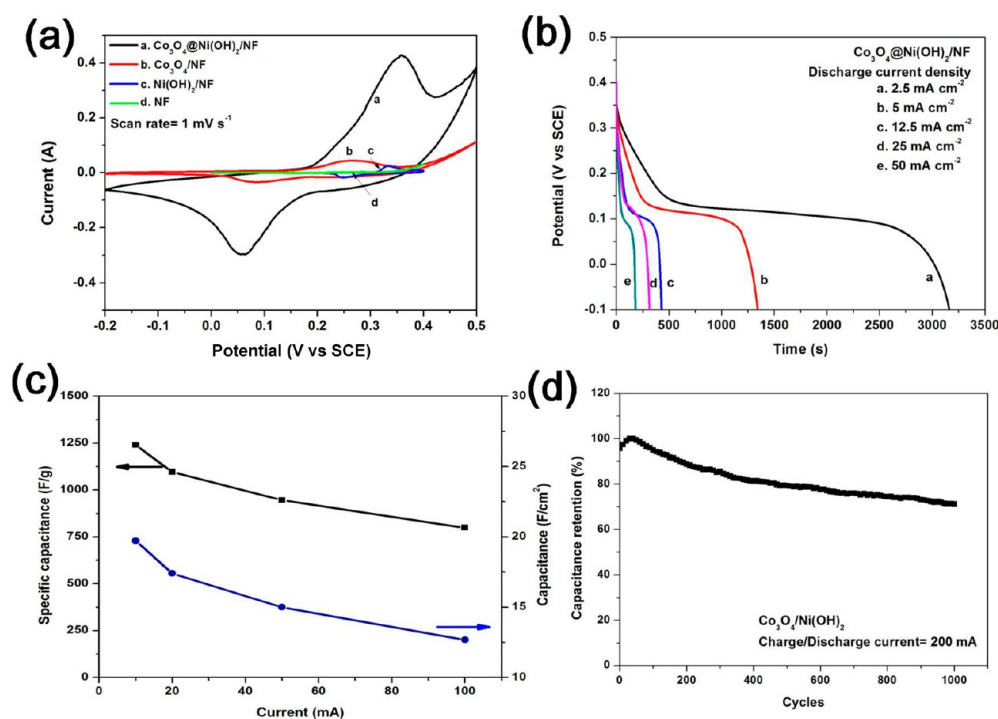 (a)
a. Co₃O₄@Ni(OH)₂/NF
b. Co₃O₄/NF
c. Ni(OH)₂/NF
d. NF
Scan rate= 1 mV s⁻¹
a
b
c
d
Current (A)
0.4
0.2
0.0
-0.2
-0.4
-0.2 -0.1 0.0 0.1 0.2 0.3 0.4 0.5
Potential (V vs SCE)
(b)
Co₃O₄@Ni(OH)₂/NF
Discharge current density
a. 2.5 mA cm⁻²
b. 5 mA cm⁻²
c. 12.5 mA cm⁻²
d. 25 mA cm⁻²
e. 50 mA cm⁻²
Potential (V vs SCE)
0.5
0.4
0.3
0.2
0.1
0.0
-0.1
e d c b a
0 500 1000 1500 2000 2500 3000 3500
Time (s)
(c)
Specific capacitance (F/g)
1500
1250
1000
750
500
250
0
Capacitance (F/cm²)
30
25
20
15
10
0 20 40 60 80 100
Current (mA)
(d)
Capacitance retention (%)
120
100
80
60
40
20
0
Co₃O₄/Ni(OH)₂
Charge/Discharge current= 200 mA
0 200 400 600 800 1000
Cycles